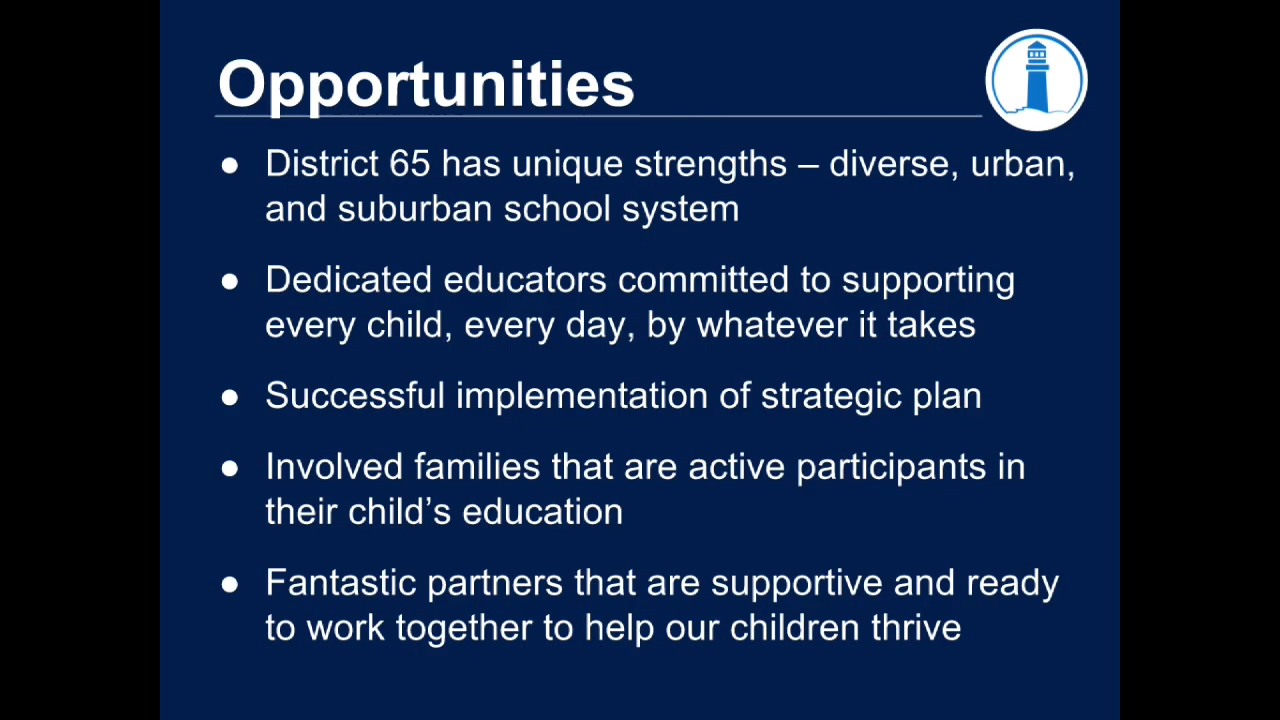 Opportunities
● District 65 has unique strengths – diverse, urban,
and suburban school system
● Dedicated educators committed to supporting
every child, every day, by whatever it takes
● Successful implementation of strategic plan
● Involved families that are active participants in
their child’s education
● Fantastic partners that are supportive and ready
to work together to help our children thrive